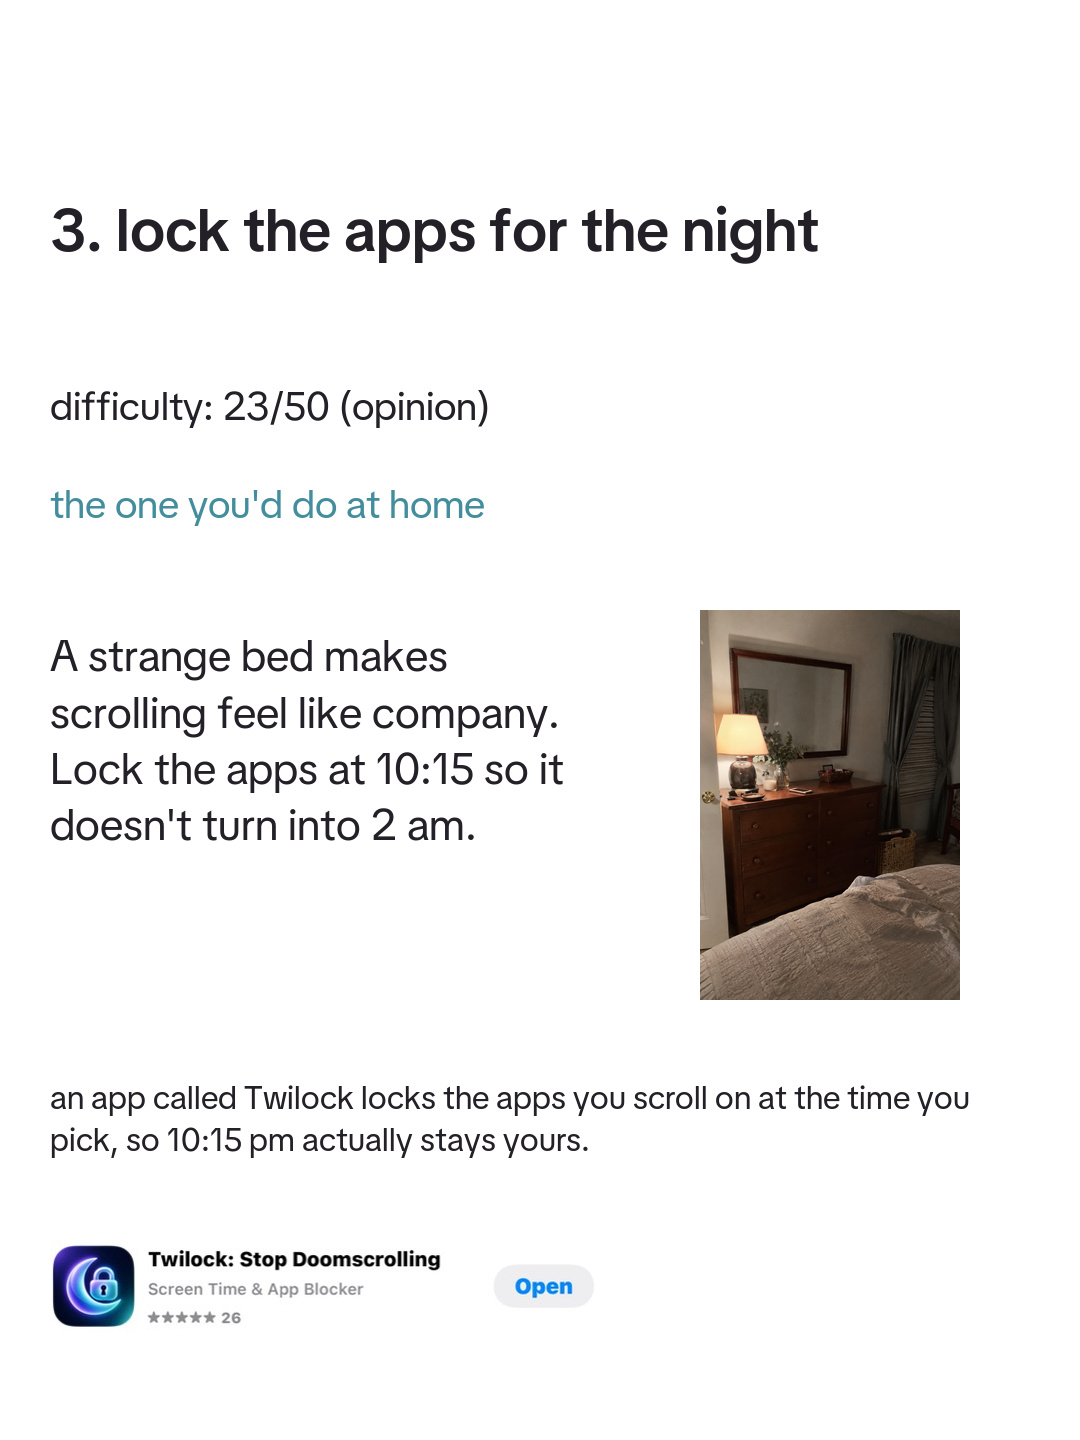 3. lock the apps for the night
difficulty: 23/50 (opinion)
the one you'd do at home
A strange bed makes
scrolling feel like company.
Lock the apps at 10:15 so it
doesn't turn into 2 am.
an app called Twilock locks the apps you scroll on at the time you
pick, so 10:15 pm actually stays yours.
Twilock: Stop Doomscrolling
Screen Time & App Blocker
★★★★★ 26
Open